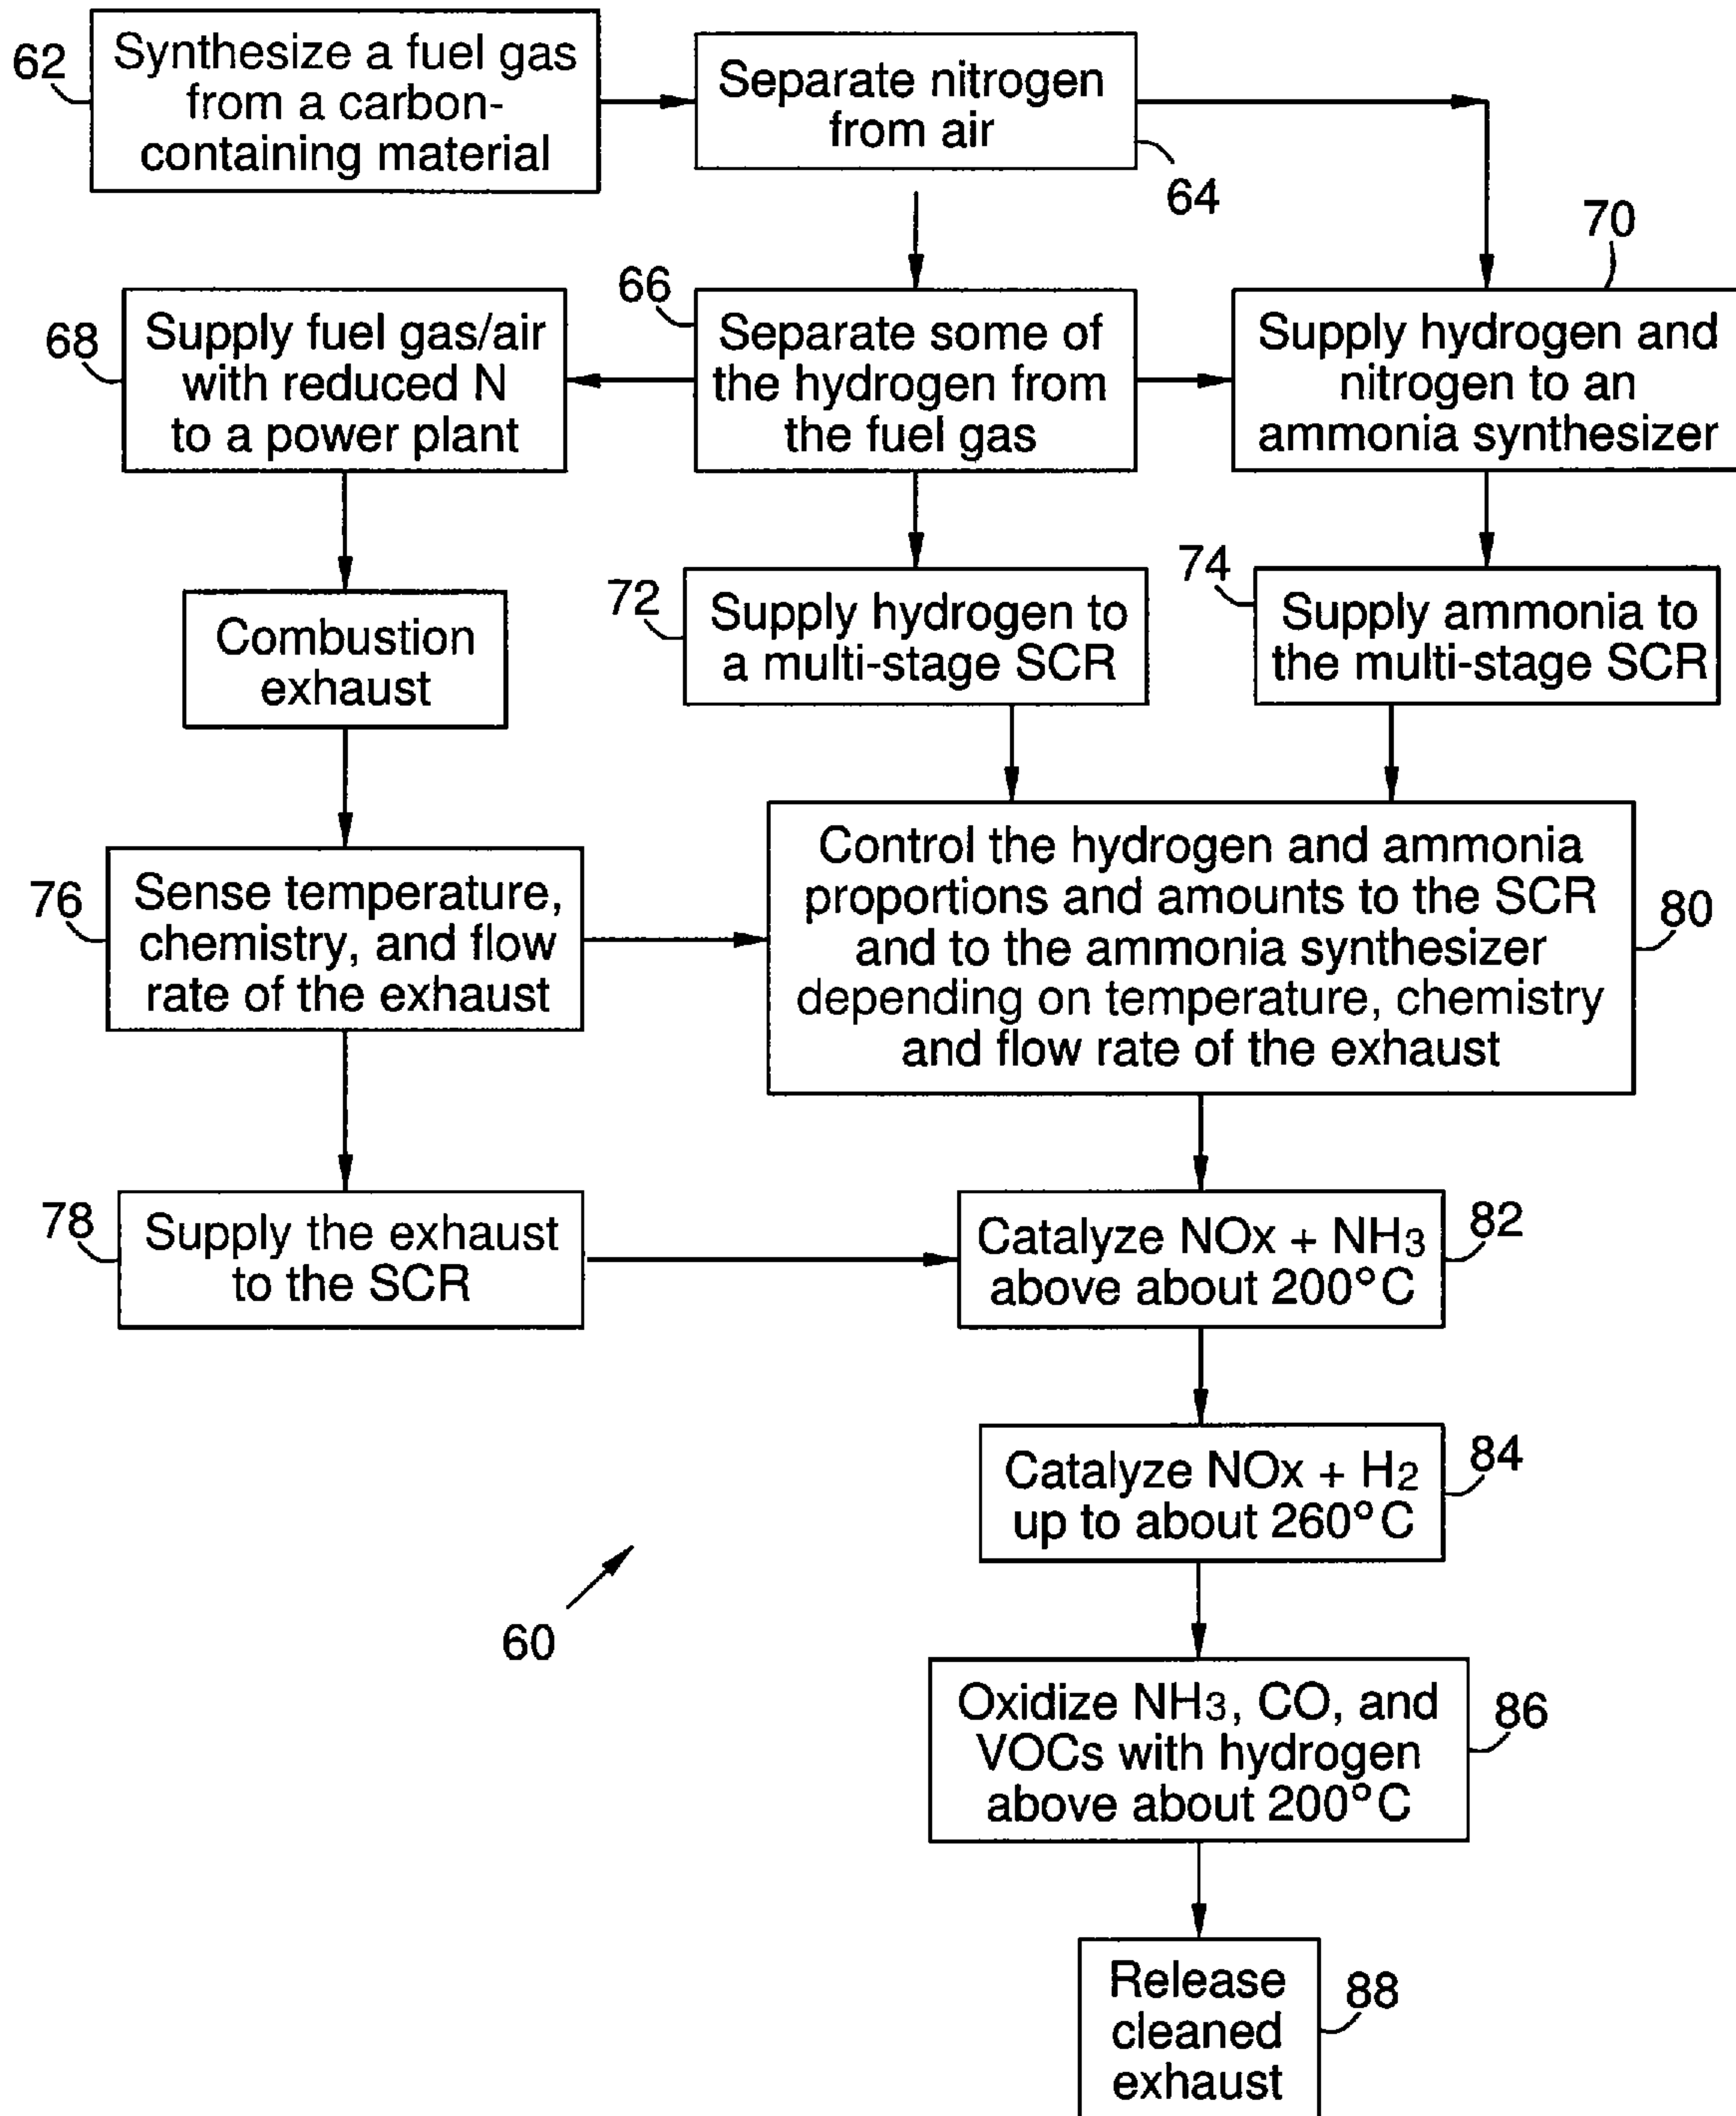 62
Synthesize a fuel gas
from a carbon-
containing material
Separate nitrogen
from air
64
70
66
68
Supply fuel gas/air
with reduced N
to a power plant
Separate some of
the hydrogen from
the fuel gas
Supply hydrogen and
nitrogen to an
ammonia synthesizer
Combustion
exhaust
72
Supply hydrogen to
a multi-stage SCR
74
Supply ammonia to
the multi-stage SCR
76
Sense temperature,
chemistry, and flow
rate of the exhaust
Control the hydrogen and ammonia
proportions and amounts to the SCR
and to the ammonia synthesizer
depending on temperature, chemistry
and flow rate of the exhaust
80
78
Supply the exhaust
to the SCR
Catalyze NOx + NH3
above about 200°C
82
Catalyze NOx + H2
up to about 260°C
84
60
Oxidize NH3, CO, and
VOCs with hydrogen
above about 200°C
86
Release
cleaned
exhaust
88